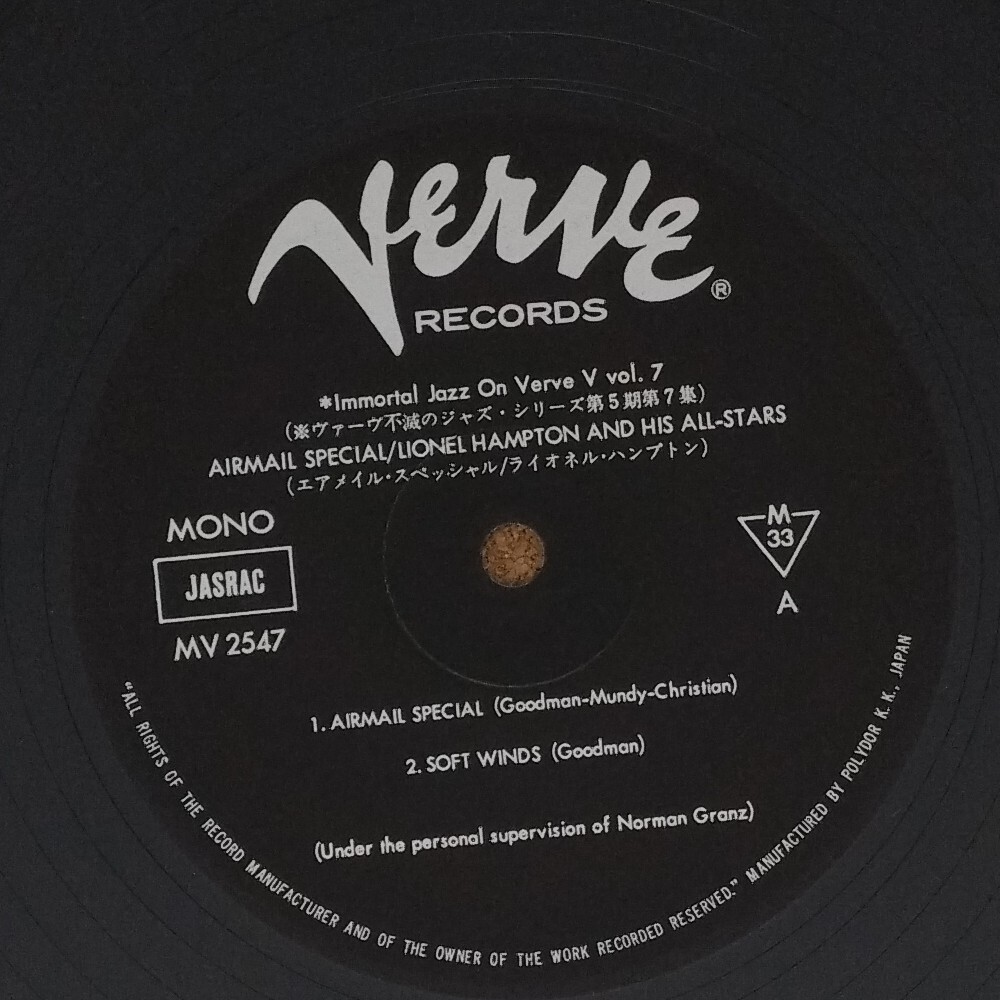 Verve ®
RECORDS
*Immortal Jazz On Verve V vol. 7
(※ヴァーヴ不滅のジャズ・シリーズ第5期第7集)
AIRMAIL SPECIAL/LIONEL HAMPTON AND HIS ALL-STARS
(エアメイル・スペッシャル/ライオネル・ハンプトン)
MONO
JASRAC
MV 2547
M
33
A
1. AIRMAIL SPECIAL (Goodman-Mundy-Christian)
2. SOFT WINDS (Goodman)
(Under the personal supervision of Norman Granz)
"ALL RIGHTS OF THE RECORD MANUFACTURER AND OF THE OWNER OF THE WORK RECORDED RESERVED." MANUFACTURED BY POLYDOR K. K., JAPAN